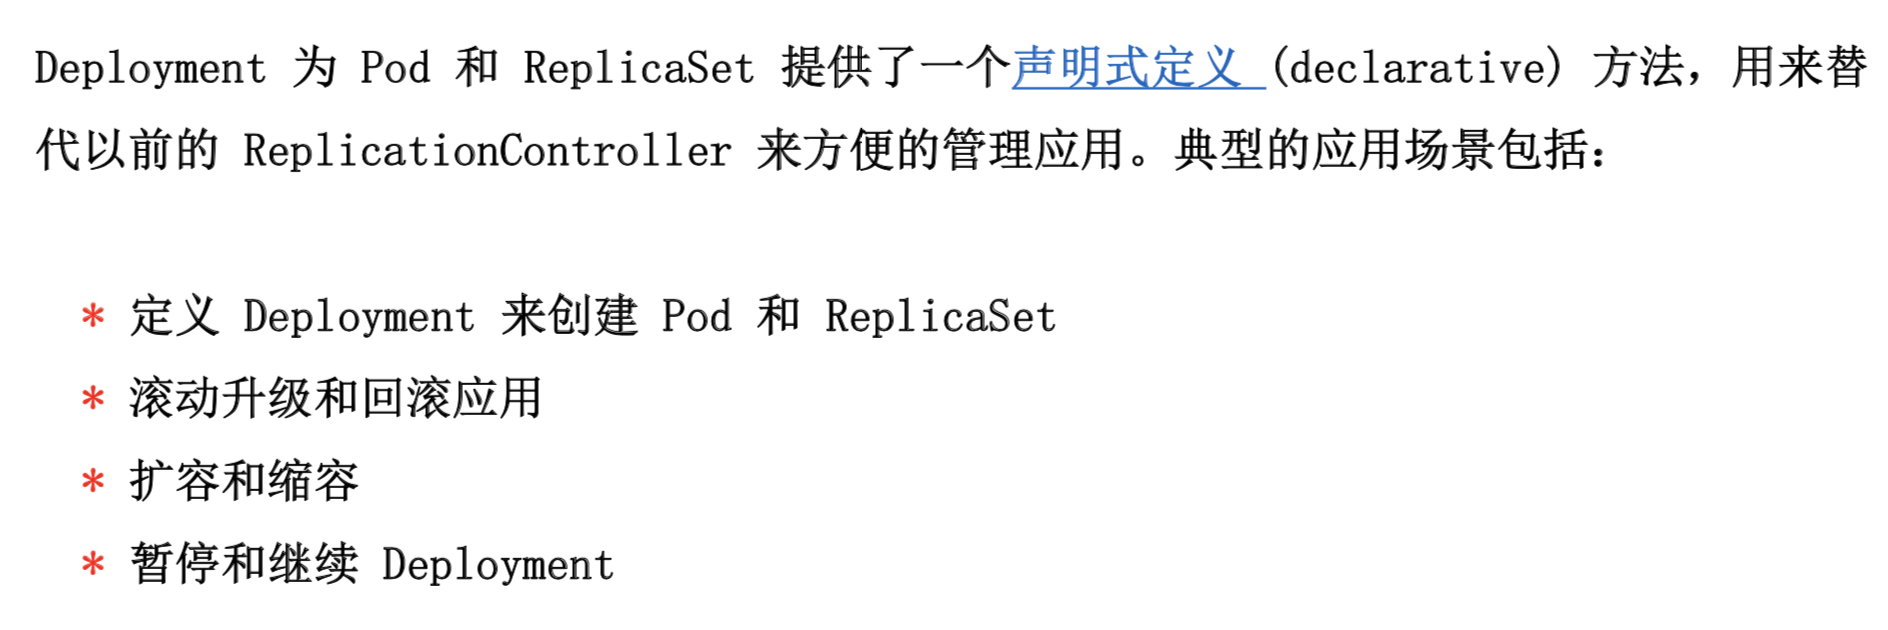 Deployment 为 Pod 和 ReplicaSet 提供了一个声明式定义 (declarative) 方法，用来替
代以前的 ReplicationController 来方便的管理应用。典型的应用场景包括：
* 定义 Deployment 来创建 Pod 和 ReplicaSet
* 滚动升级和回滚应用
* 扩容和缩容
* 暂停和继续 Deployment